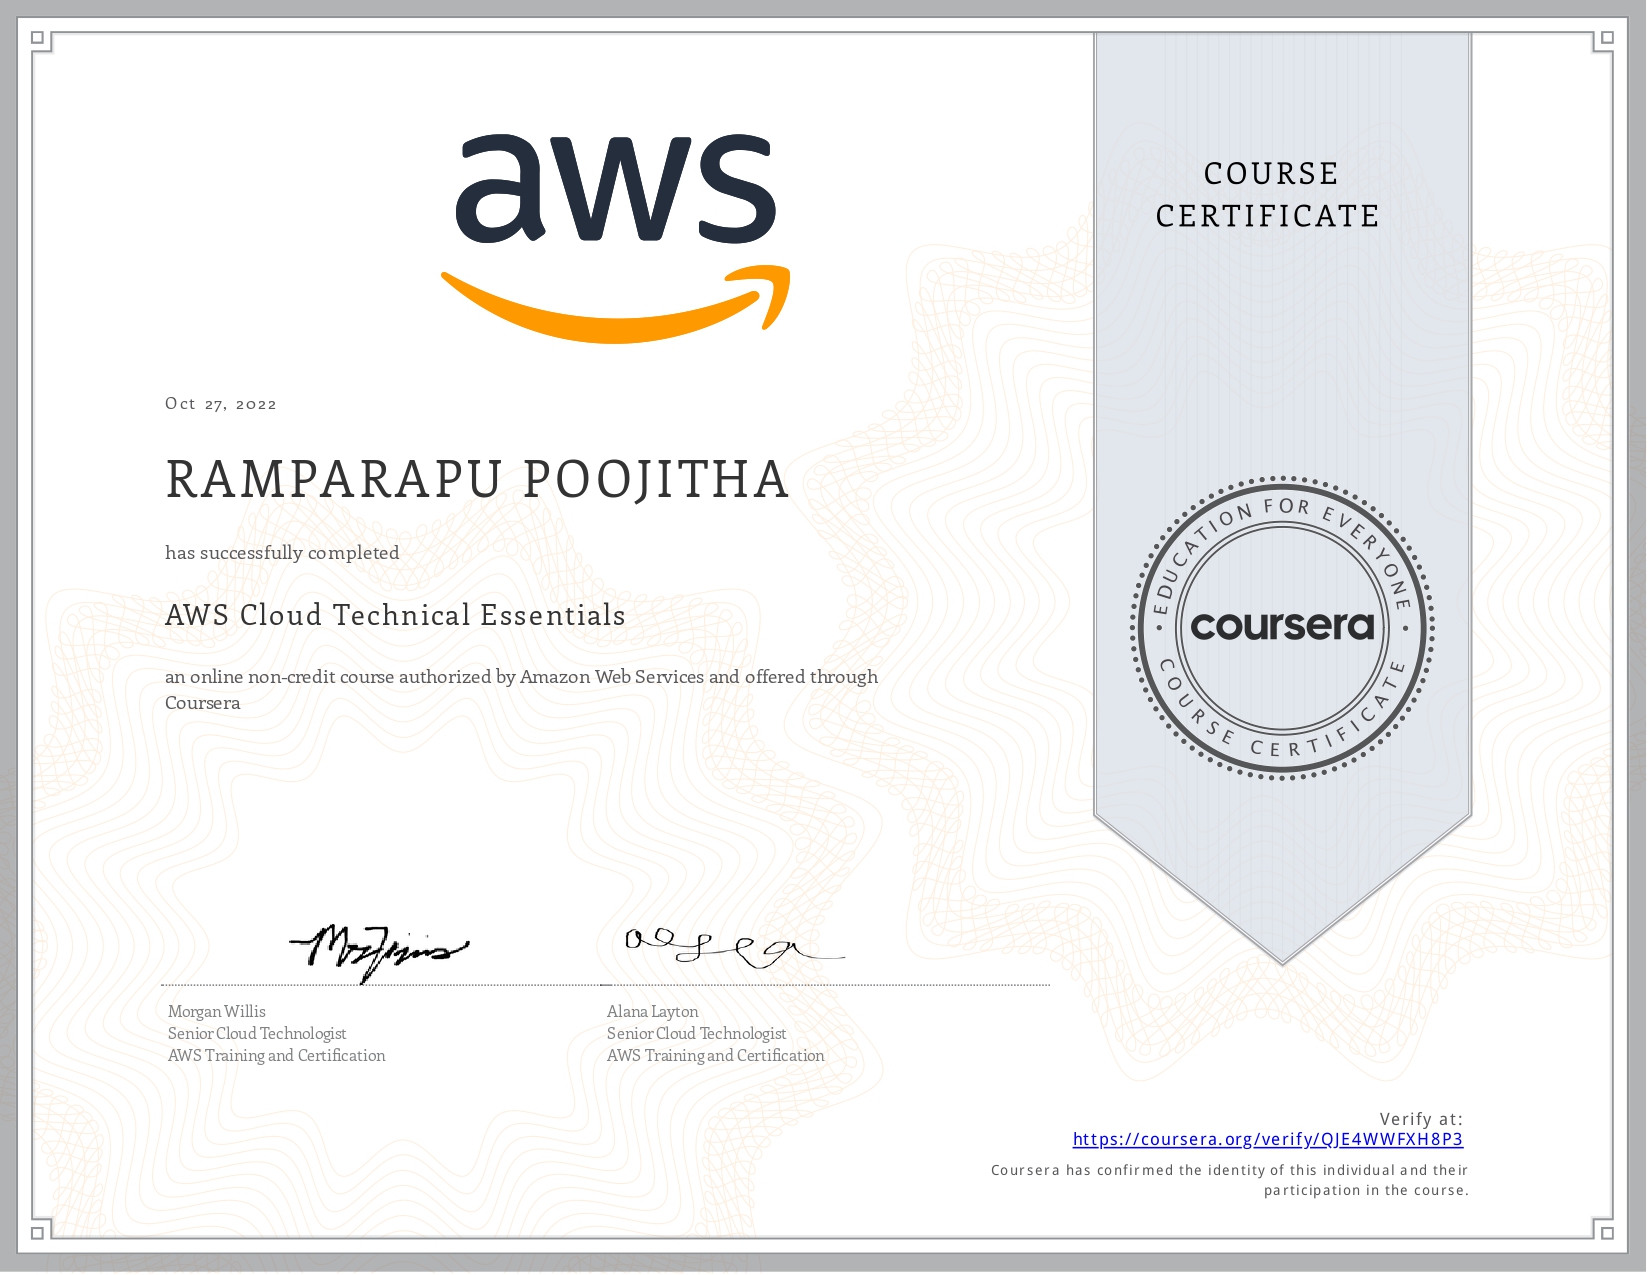 aws
COURSE
CERTIFICATE
Oct 27, 2022
RAMPARAPU POOJITHA
has successfully completed
AWS Cloud Technical Essentials
an online non-credit course authorized by Amazon Web Services and offered through
Coursera
EDUCATION FOR EVERYONE
coursera
COURSE CERTIFICATE
Morgan Willis
Senior Cloud Technologist
AWS Training and Certification
Alana Layton
Senior Cloud Technologist
AWS Training and Certification
Verify at:
https://coursera.org/verify/QJE4WWFXH8P3
Coursera has confirmed the identity of this individual and their
participation in the course.